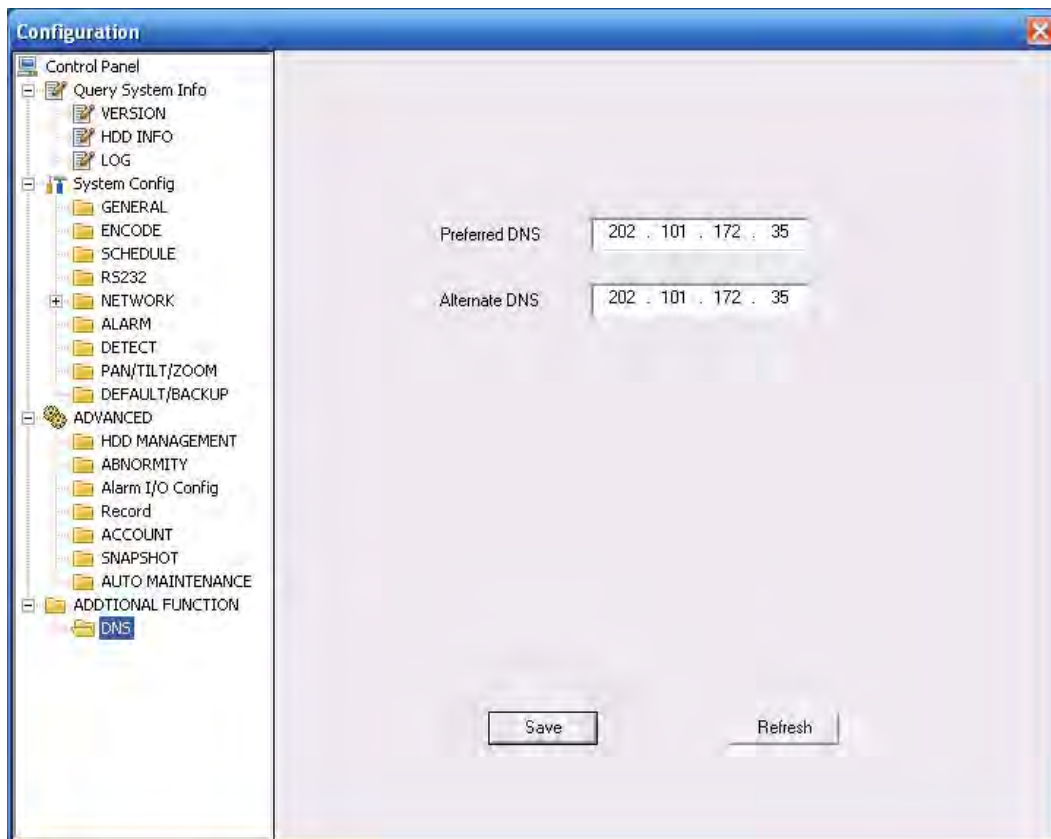 Configuration
Control Panel
Query System Info
VERSION
HDD INFO
LOG
System Config
GENERAL
ENCODE
SCHEDULE
RS232
NETWORK
ALARM
DETECT
PAN/TILT/ZOOM
DEFAULT/BACKUP
ADVANCED
HDD MANAGEMENT
ABNORMITY
Alarm I/O Config
Record
ACCOUNT
SNAPSHOT
AUTO MAINTENANCE
ADDTIONAL FUNCTION
DNS
Preferred DNS 202 . 101 . 172 . 35
Alternate DNS 202 . 101 . 172 . 35
Save Refresh